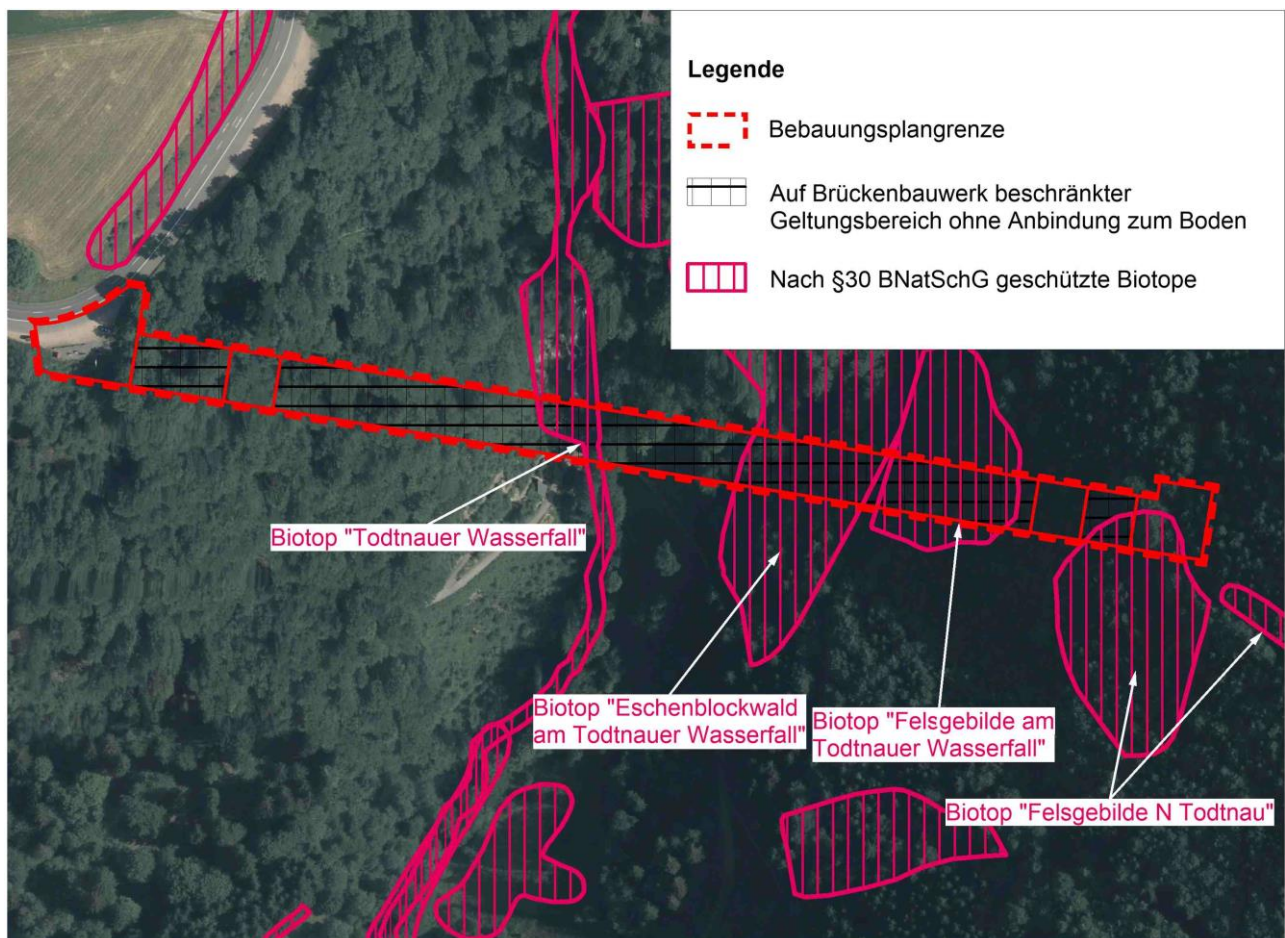 Legende
Bebauungsplangrenze
Auf Brückenbauwerk beschränkter
Geltungsbereich ohne Anbindung zum Boden
Nach §30 BNatSchG geschützte Biotope
Biotop "Todtnauer Wasserfall"
Biotop "Eschenblockwald
am Todtnauer Wasserfall"
Biotop "Felsgebilde am
Todtnauer Wasserfall"
Biotop "Felsgebilde N Todtnau"